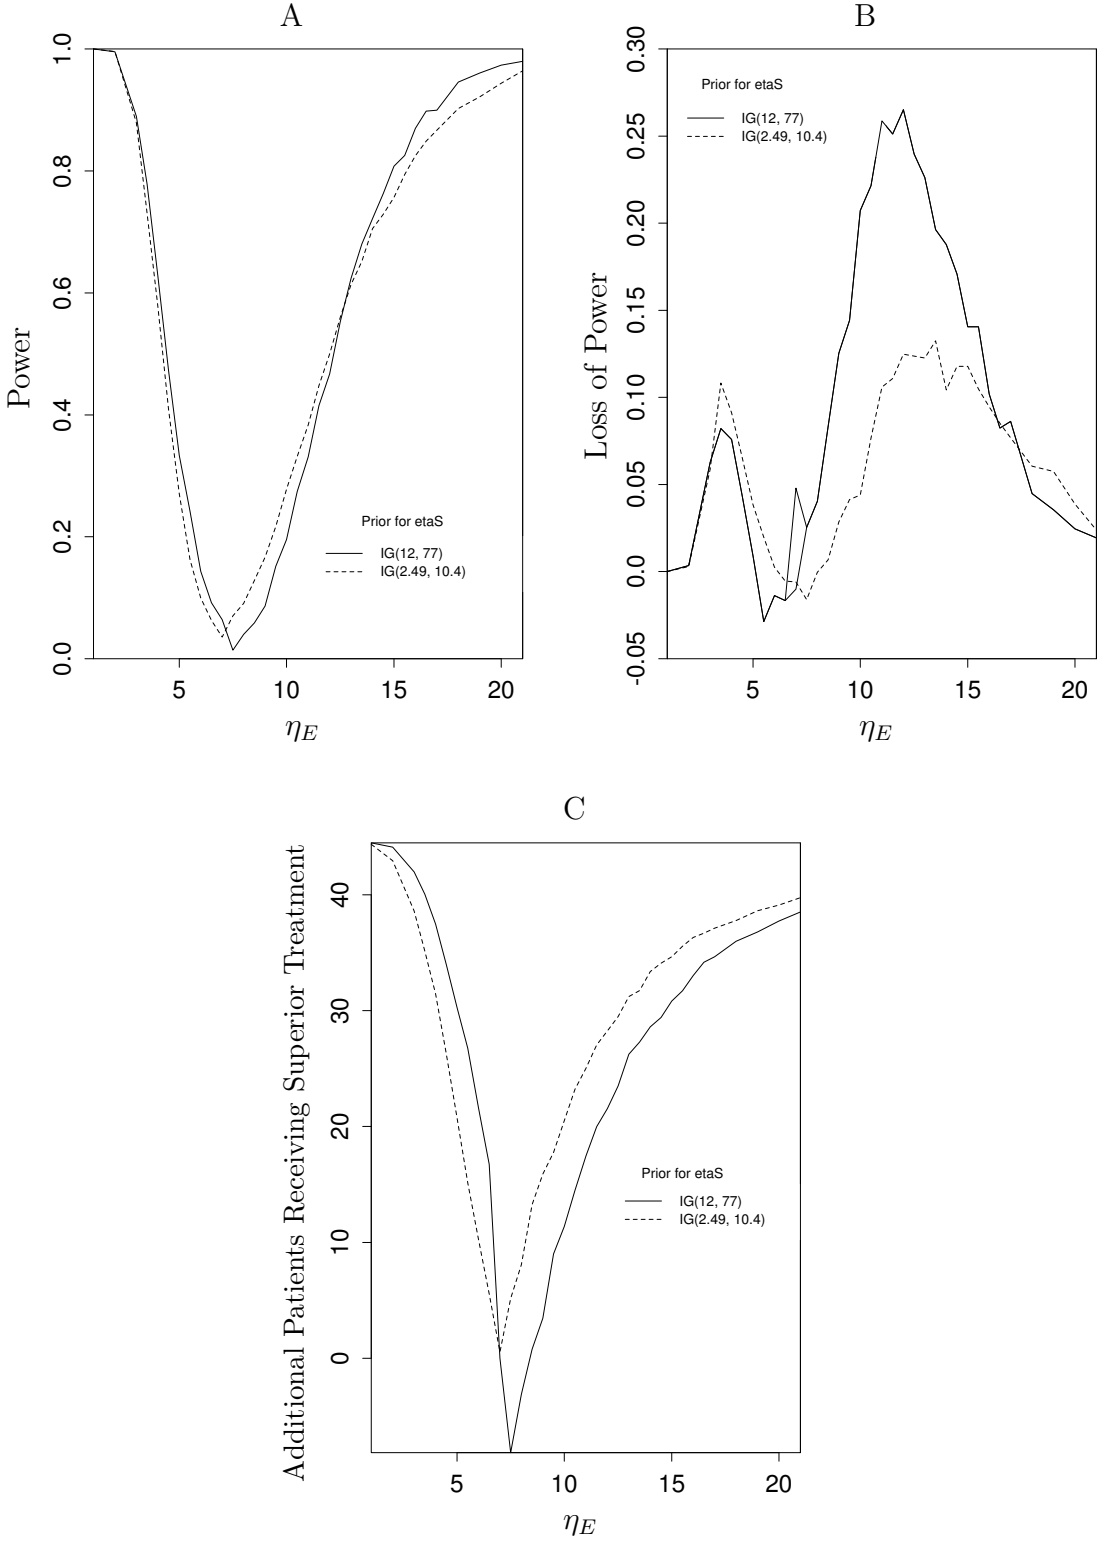 A
Power
1.0
0.8
0.6
0.4
0.2
0.0
Prior for etaS
IG(12, 77)
IG(2.49, 10.4)
5 10 15 20
η_E
B
Loss of Power
0.30
0.25
0.20
0.15
0.10
0.05
0.0
-0.05
Prior for etaS
IG(12, 77)
IG(2.49, 10.4)
5 10 15 20
η_E
C
Additional Patients Receiving Superior Treatment
40
30
20
10
0
Prior for etaS
IG(12, 77)
IG(2.49, 10.4)
5 10 15 20
η_E